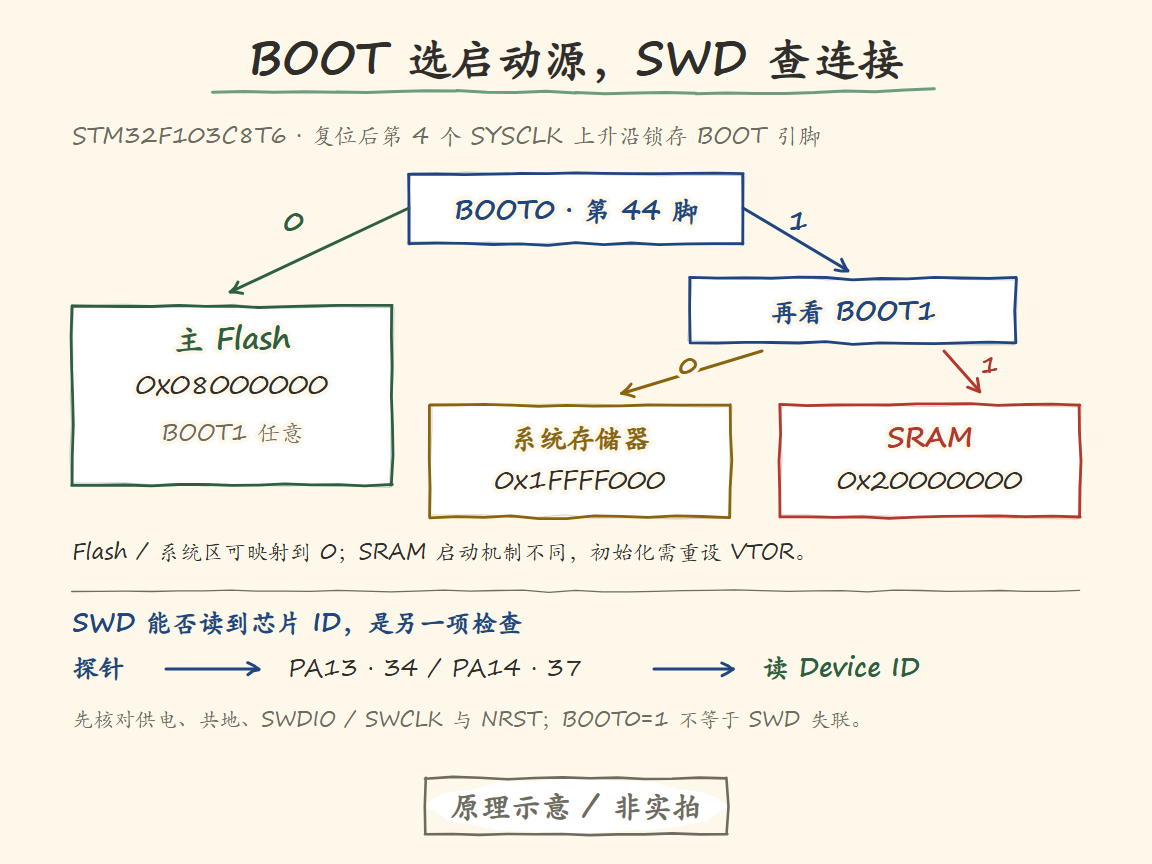 BOOT 选启动源，SWD 查连接
STM32F103C8T6 · 复位后第 4 个 SYSCLK 上升沿锁存 BOOT 引脚
BOOT0 · 第 44 脚
0
1
再看 BOOT1
主 Flash
0x08000000
BOOT1 任意
0
1
系统存储器
0x1FFFF000
SRAM
0x20000000
Flash / 系统区可映射到 0；SRAM 启动机制不同，初始化需重设 VTOR。
SWD 能否读到芯片 ID，是另一项检查
探针 PA13 · 34 / PA14 · 37 读 Device ID
先核对供电、共地、SWDIO / SWCLK 与 NRST；BOOT0=1 不等于 SWD 失联。
原理示意 / 非实拍